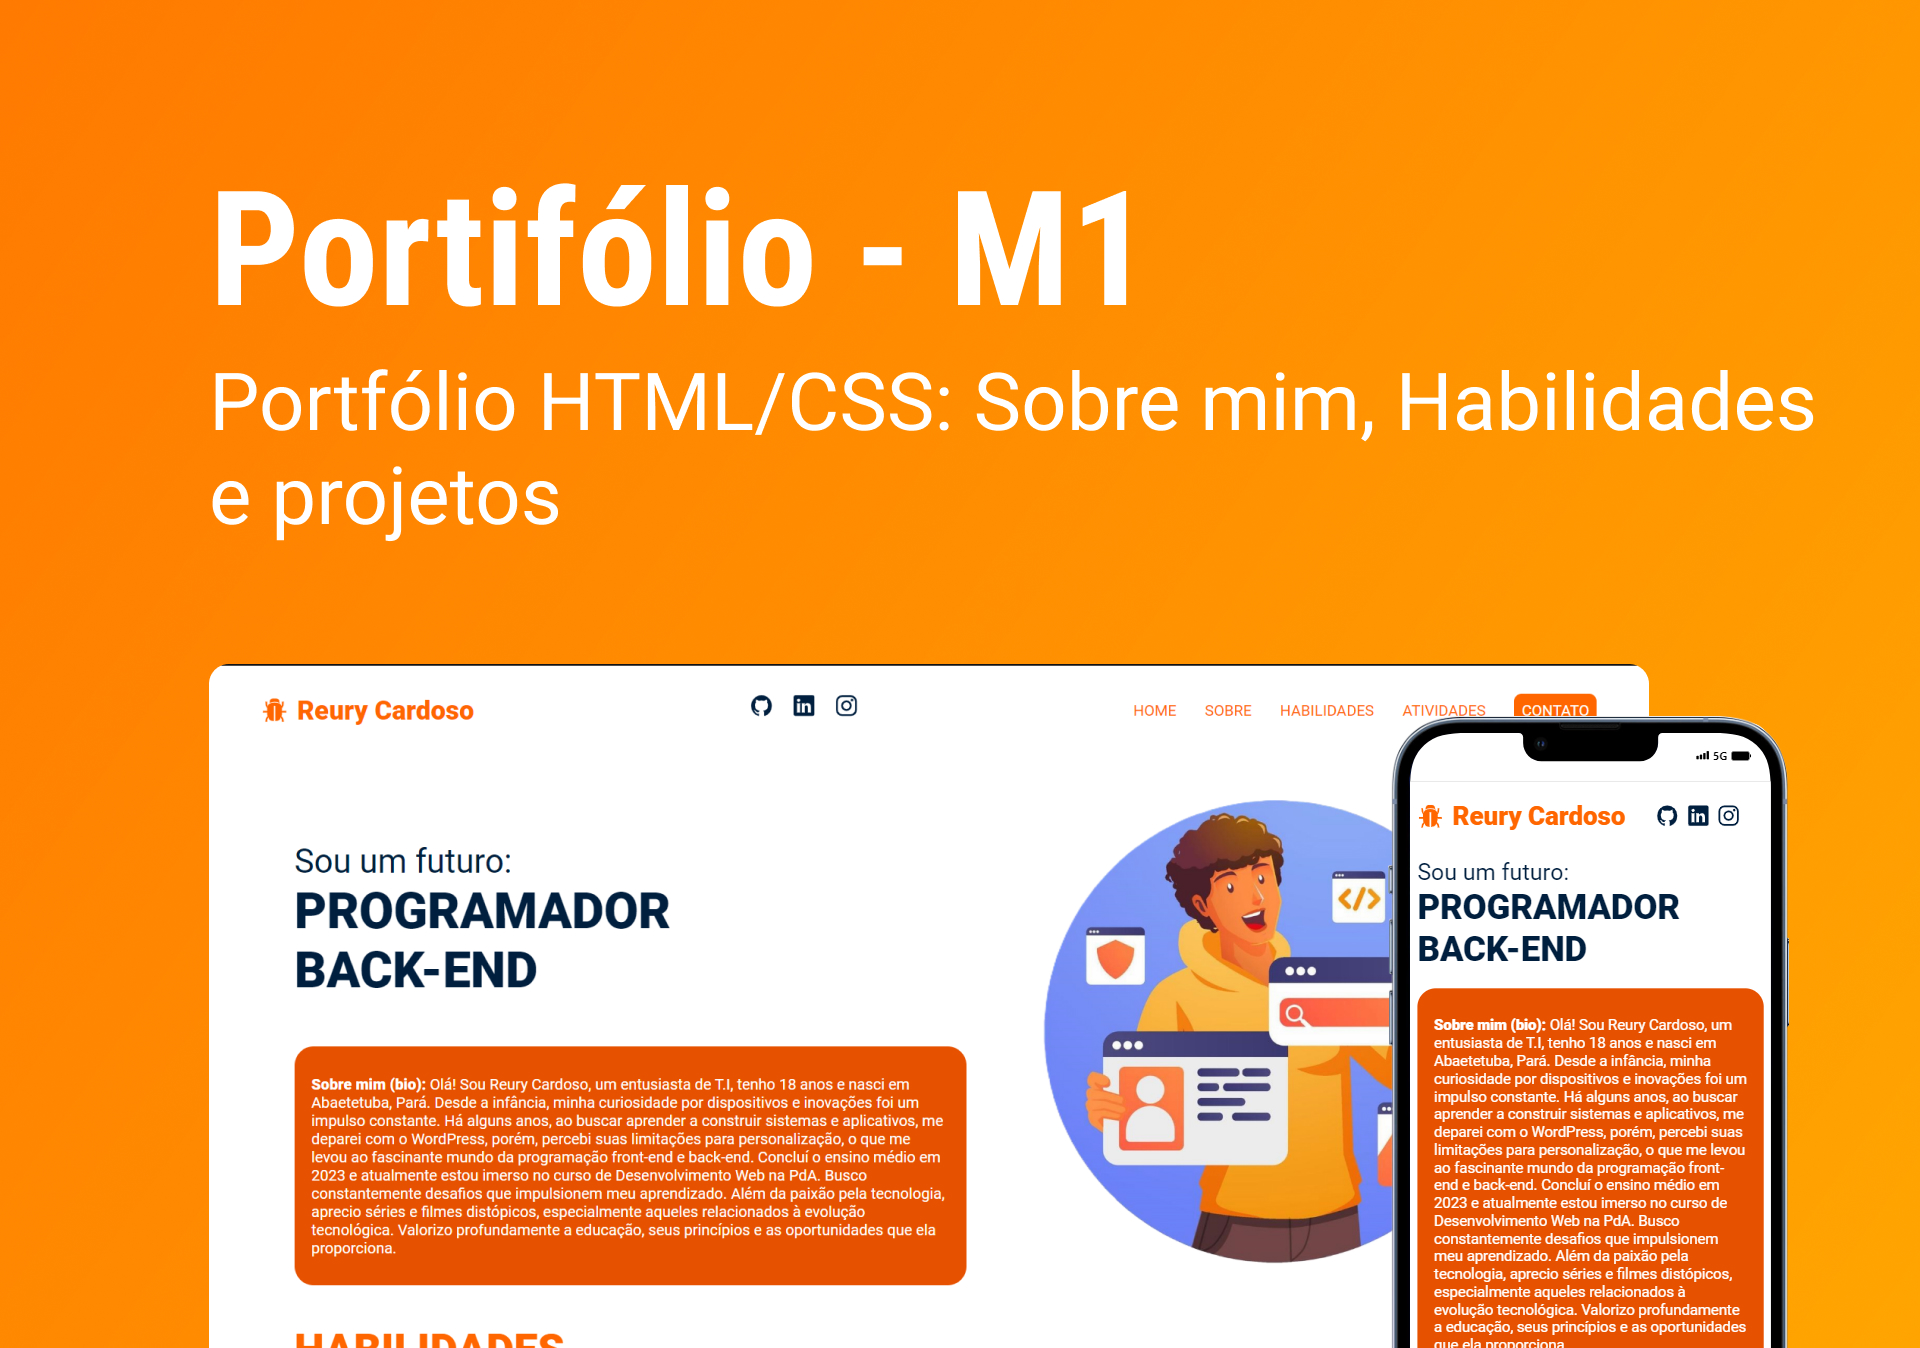 Portifólio - M1
Portfólio HTML/CSS: Sobre mim, Habilidades
e projetos
Reury Cardoso
HOME SOBRE HABILIDADES ATIVIDADES CONTATO
Sou um futuro:
PROGRAMADOR
BACK-END
Sobre mim (bio): Olá! Sou Reury Cardoso, um entusiasta de T.I, tenho 18 anos e nasci em
Abaetetuba, Pará. Desde a infância, minha curiosidade por dispositivos e inovações foi um
impulso constante. Há alguns anos, ao buscar aprender a construir sistemas e aplicativos, me
deparei com o WordPress, porém, percebi suas limitações para personalização, o que me
levou ao fascinante mundo da programação front-end e back-end. Concluí o ensino médio em
2023 e atualmente estou imerso no curso de Desenvolvimento Web na PdA. Busco
constantemente desafios que impulsionem meu aprendizado. Além da paixão pela tecnologia,
aprecio séries e filmes distópicos, especialmente aqueles relacionados à evolução
tecnológica. Valorizo profundamente a educação, seus princípios e as oportunidades que ela
proporciona.
HABILIDADES
5G
Reury Cardoso
Sou um futuro:
PROGRAMADOR
BACK-END
Sobre mim (bio): Olá! Sou Reury Cardoso, um
entusiasta de T.I, tenho 18 anos e nasci em
Abaetetuba, Pará. Desde a infância, minha
curiosidade por dispositivos e inovações foi um
impulso constante. Há alguns anos, ao buscar
aprender a construir sistemas e aplicativos, me
deparei com o WordPress, porém, percebi suas
limitações para personalização, o que me levou
ao fascinante mundo da programação front-
end e back-end. Concluí o ensino médio em
2023 e atualmente estou imerso no curso de
Desenvolvimento Web na PdA. Busco
constantemente desafios que impulsionem
meu aprendizado. Além da paixão pela
tecnologia, aprecio séries e filmes distópicos,
especialmente aqueles relacionados à
evolução tecnológica. Valorizo profundamente
a educação, seus princípios e as oportunidades
que ela proporciona.